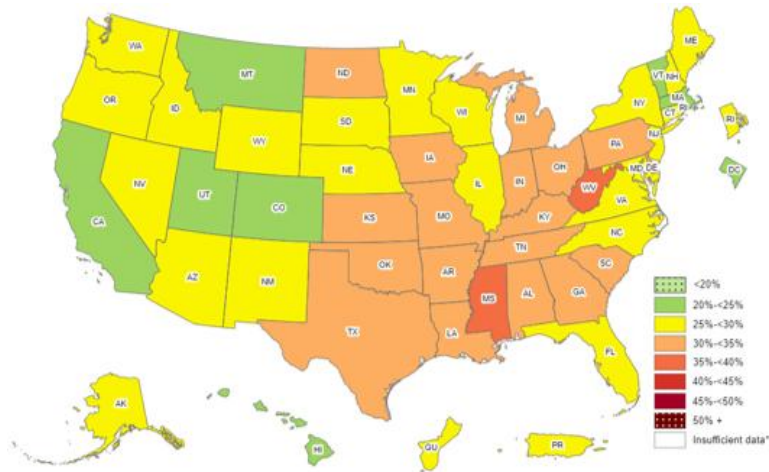 WA
MT
ND
MN
ME
OR
ID
WY
SD
WI
MI
NY
VT
NH
MA
CT
RI
RI
NJ
PA
NV
UT
CO
NE
IA
IL
IN
OH
WV
MD
DE
VA
DC
CA
AZ
NM
KS
MO
KY
NC
OK
AR
TN
SC
TX
LA
MS
AL
GA
FL
AK
HI
GU
PR
<20%
20%-<25%
25%-<30%
30%-<35%
35%-<40%
40%-<45%
45%-<50%
50% +
Insufficient data*